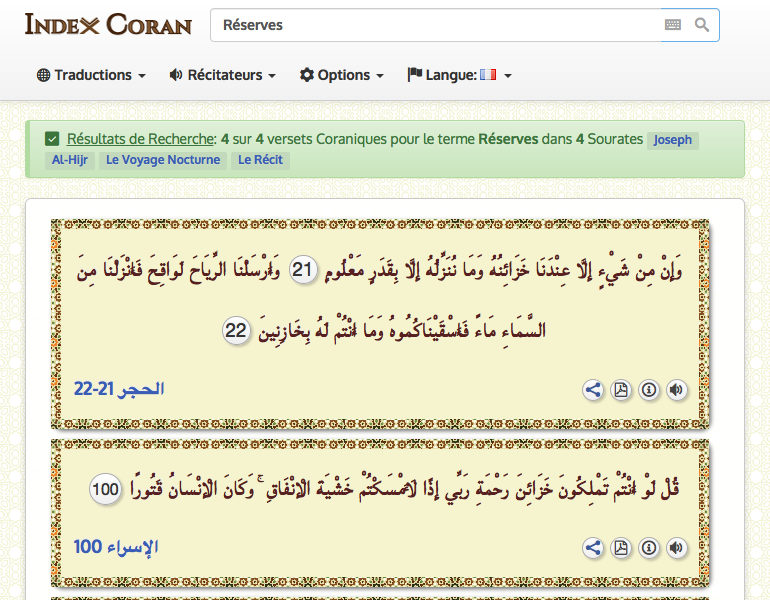 Index Coran
Réserves
Traductions
Récitateurs
Options
Langue:
Résultats de Recherche: 4 sur 4 versets Coraniques pour le terme Réserves dans 4 Sourates Joseph
Al-Hijr Le Voyage Nocturne Le Récit
وَإِنْ مِنْ شَيْءٍ إِلَّا عِنْدَنَا خَزَائِنُهُ وَمَا نُنَزِّلُهُ إِلَّا بِقَدَرٍ مَعْلُومٍ 21 وَأَرْسَلْنَا الرِّيَاحَ لَوَاقِحَ فَأَنْزَلْنَا مِنَ
السَّمَاءِ مَاءً فَأَسْقَيْنَاكُمُوهُ وَمَا أَنْتُمْ لَهُ بِخَازِنِينَ 22
الحجر 21-22
قُلْ لَوْ أَنْتُمْ تَمْلِكُونَ خَزَائِنَ رَحْمَةِ رَبِّي إِذًا لَأَمْسَكْتُمْ خَشْيَةَ الْإِنْفَاقِ ۚ وَكَانَ الْإِنْسَانُ قَتُورًا 100
الإسراء 100